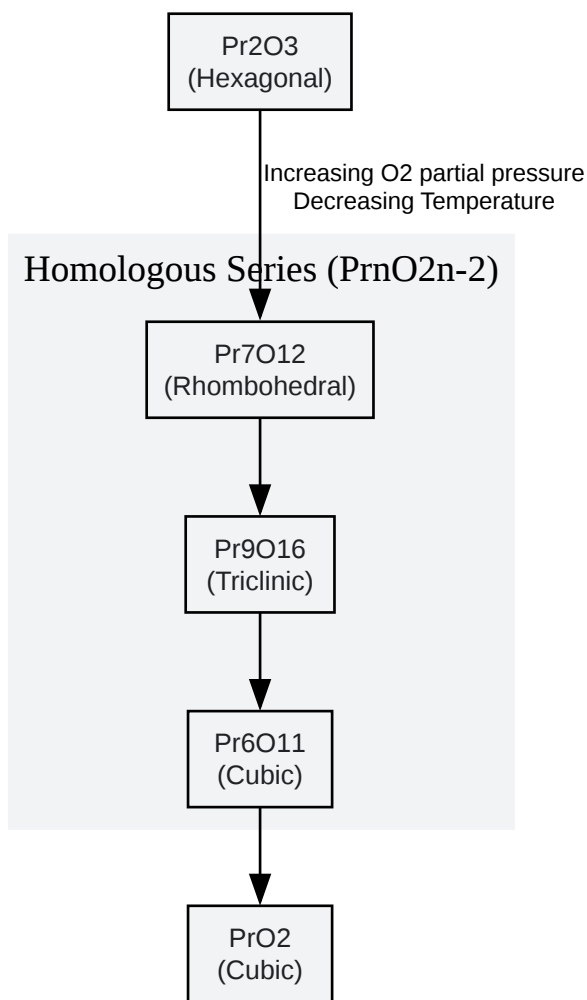 Pr2O3
(Hexagonal)
Increasing O2 partial pressure
Decreasing Temperature
Homologous Series (PrnO2n-2)
Pr7O12
(Rhombohedral)
Pr9O16
(Triclinic)
Pr6O11
(Cubic)
PrO2
(Cubic)